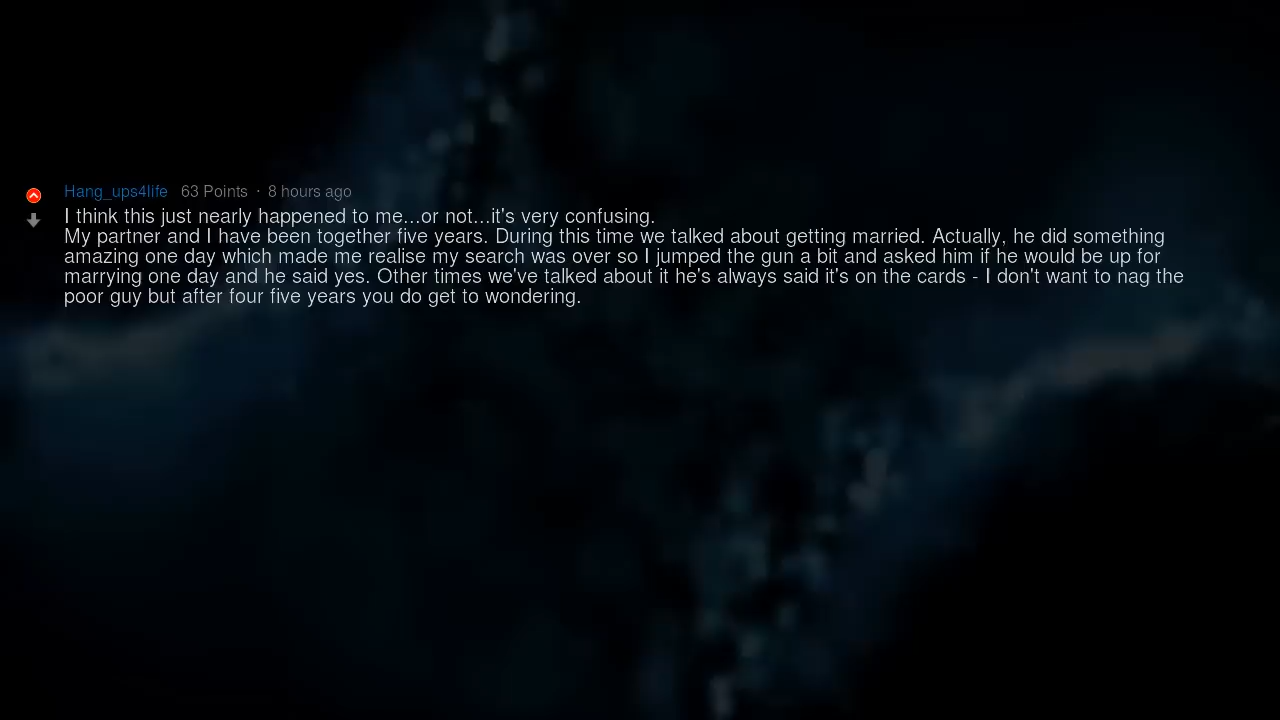 Hang_ups4life 63 Points · 8 hours ago
I think this just nearly happened to me...or not...it's very confusing.
My partner and I have been together five years. During this time we talked about getting married. Actually, he did something
amazing one day which made me realise my search was over so I jumped the gun a bit and asked him if he would be up for
marrying one day and he said yes. Other times we've talked about it he's always said it's on the cards - I don't want to nag the
poor guy but after four five years you do get to wondering.